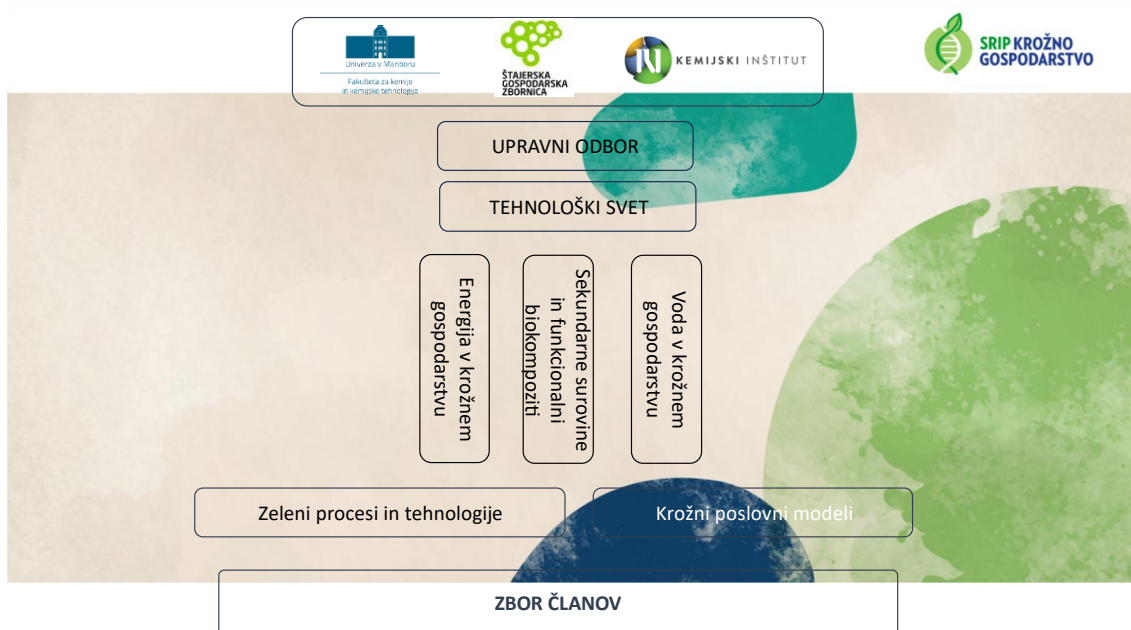 Univerza v Mariboru
Fakulteta za kemijo
in kemijsko tehnologijo
ŠTAJERSKA
GOSPODARSKA
ZBORNICA
KEMIJSKI INŠTITUT
SRIP KROŽNO
GOSPODARSTVO
UPRAVNI ODBOR
TEHNOLOŠKI SVET
Energija v krožnem
gospodarstvu
Sekundarne surovine
in funkcionalni
biokompoziti
Voda v krožnem
gospodarstvu
Zeleni procesi in tehnologije
Krožni poslovni modeli
ZBOR ČLANOV